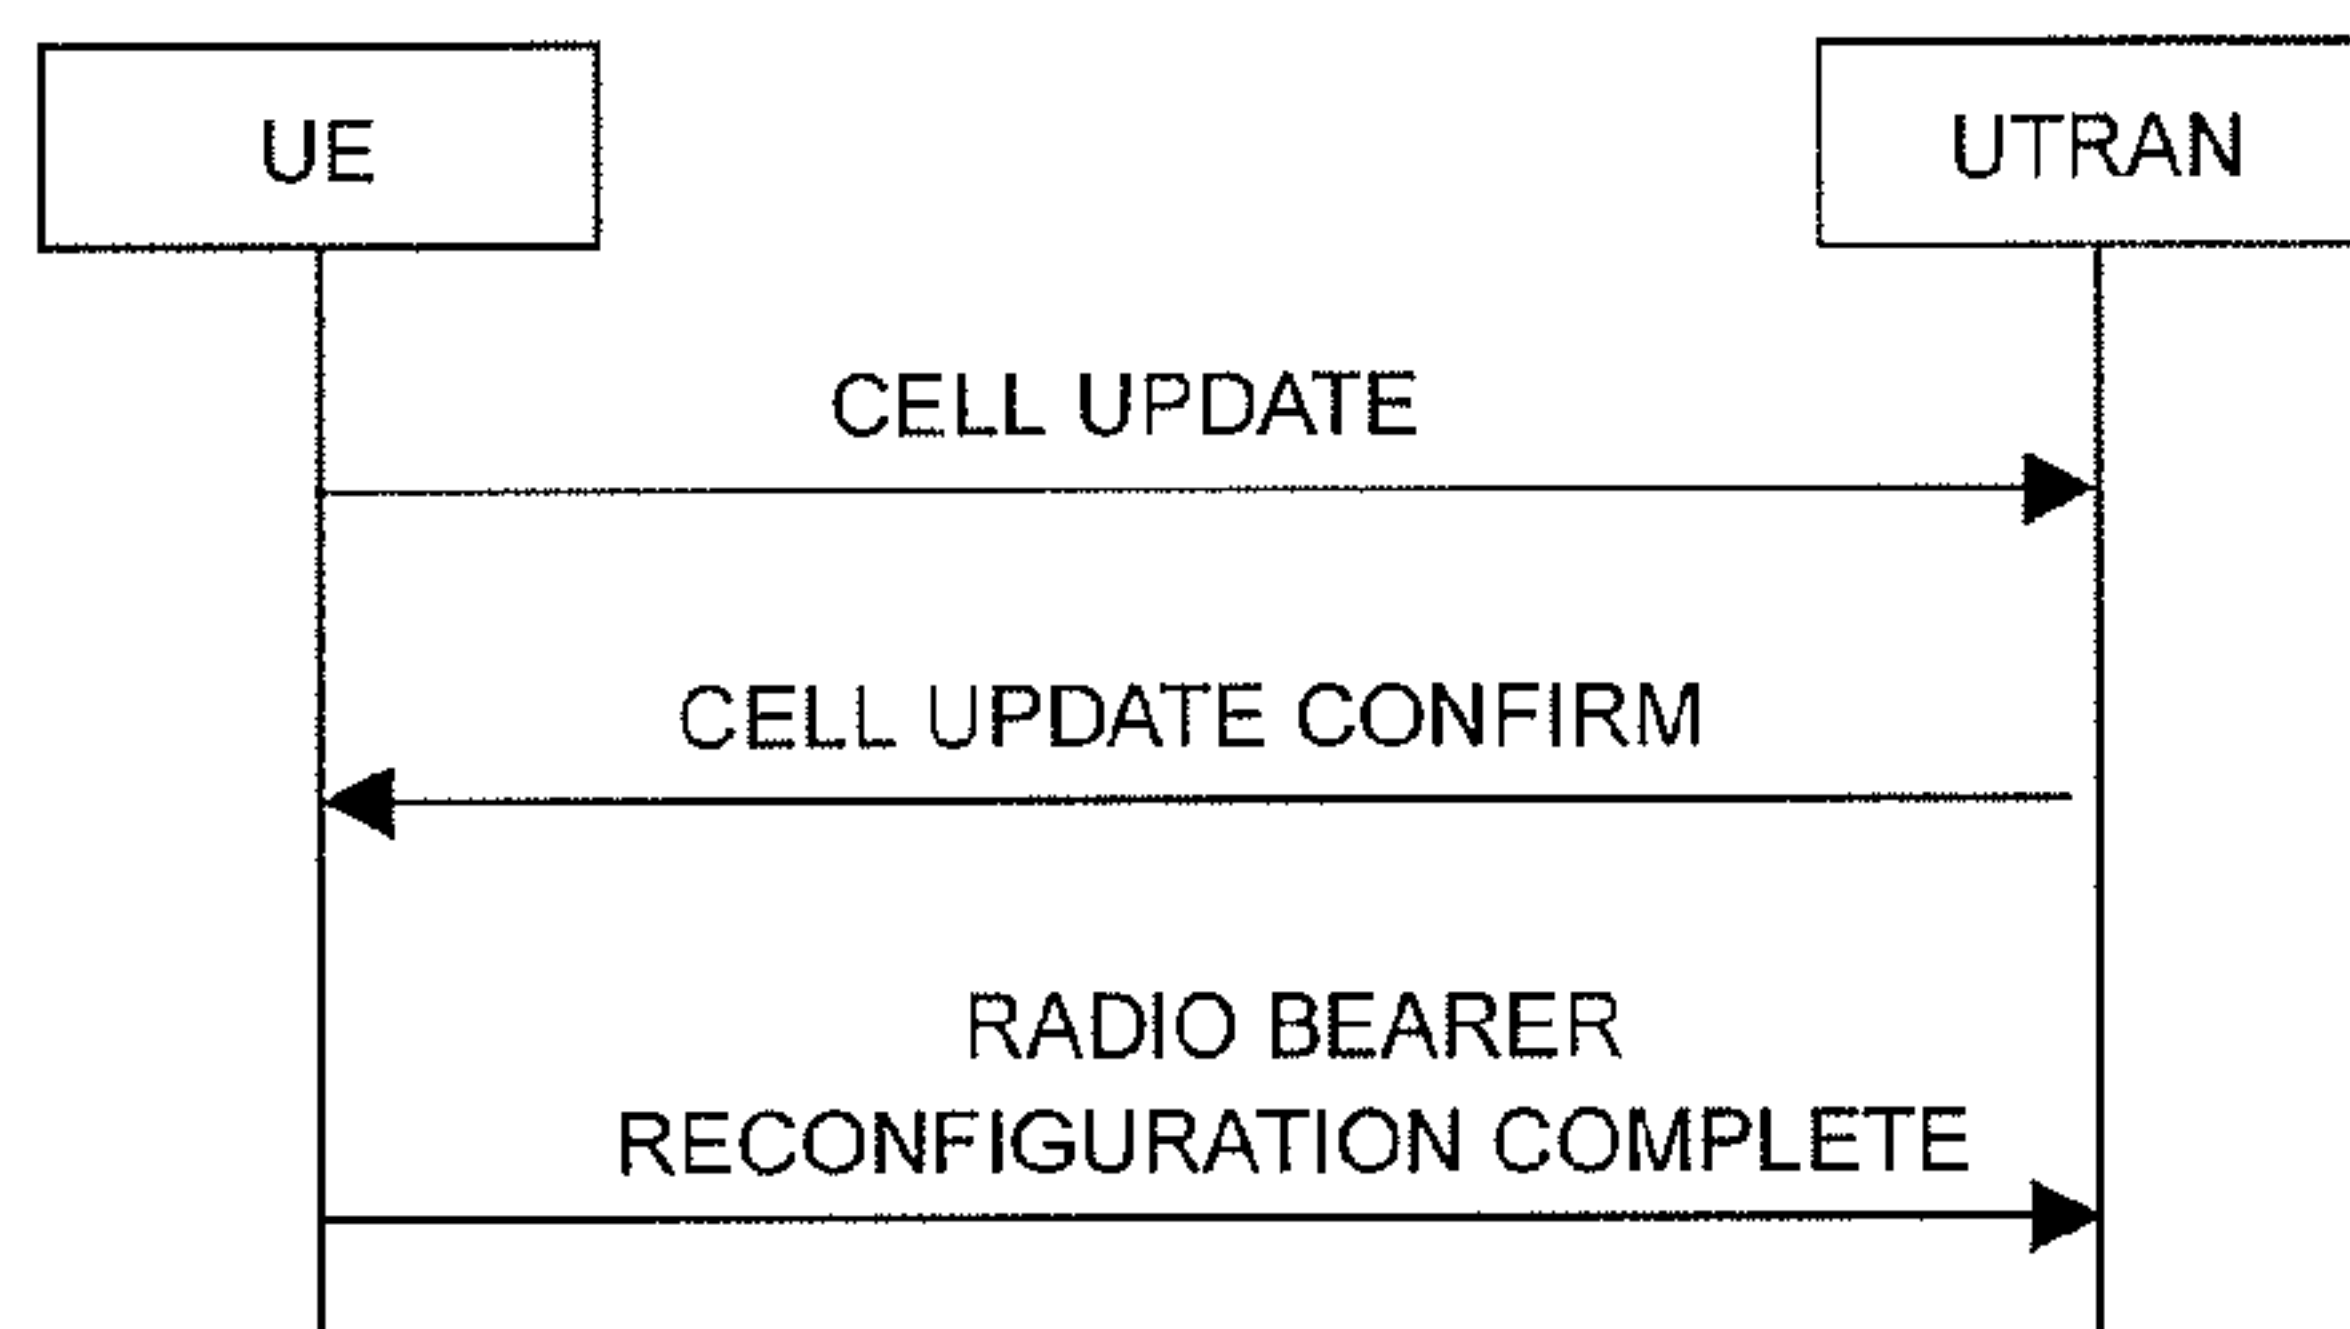 UE
UTRAN
CELL UPDATE
CELL UPDATE CONFIRM
RADIO BEARER
RECONFIGURATION COMPLETE